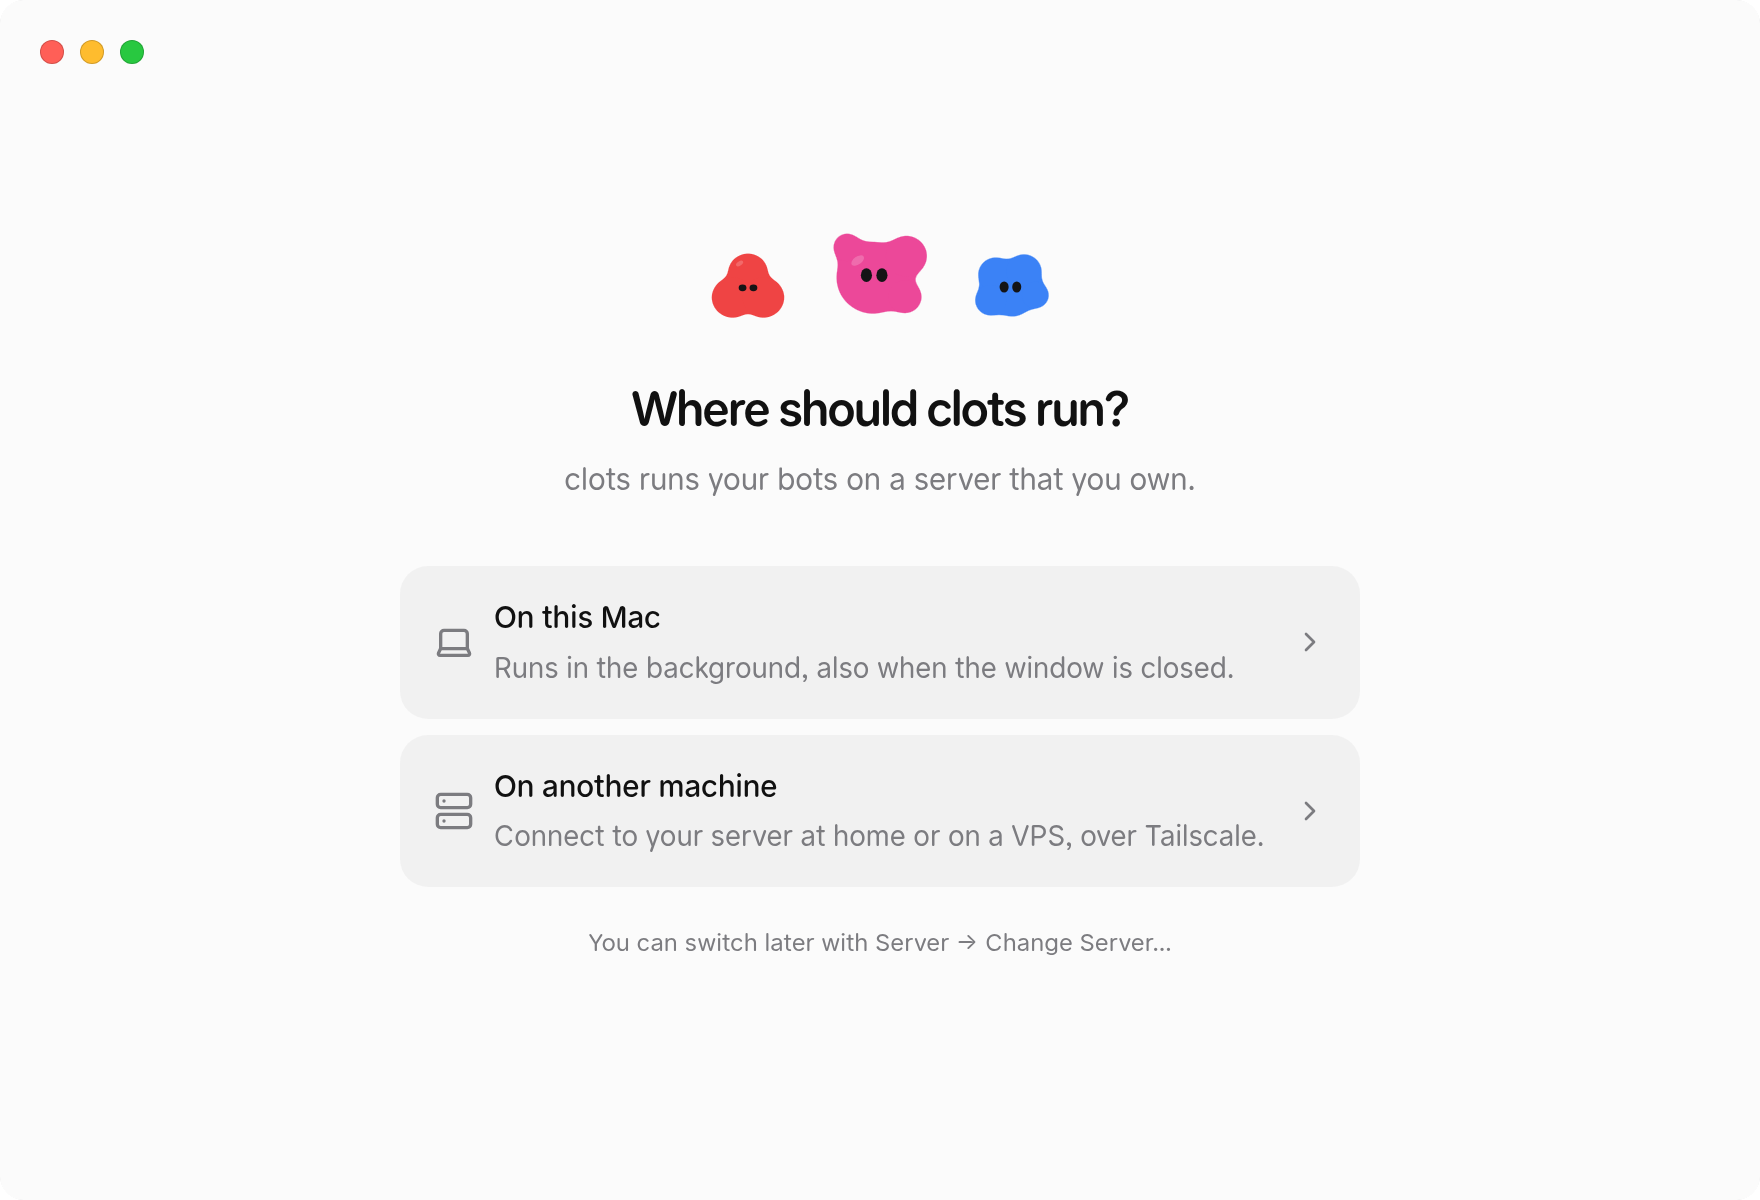 Where should clots run?
clots runs your bots on a server that you own.
On this Mac
Runs in the background, also when the window is closed.
On another machine
Connect to your server at home or on a VPS, over Tailscale.
You can switch later with Server → Change Server...